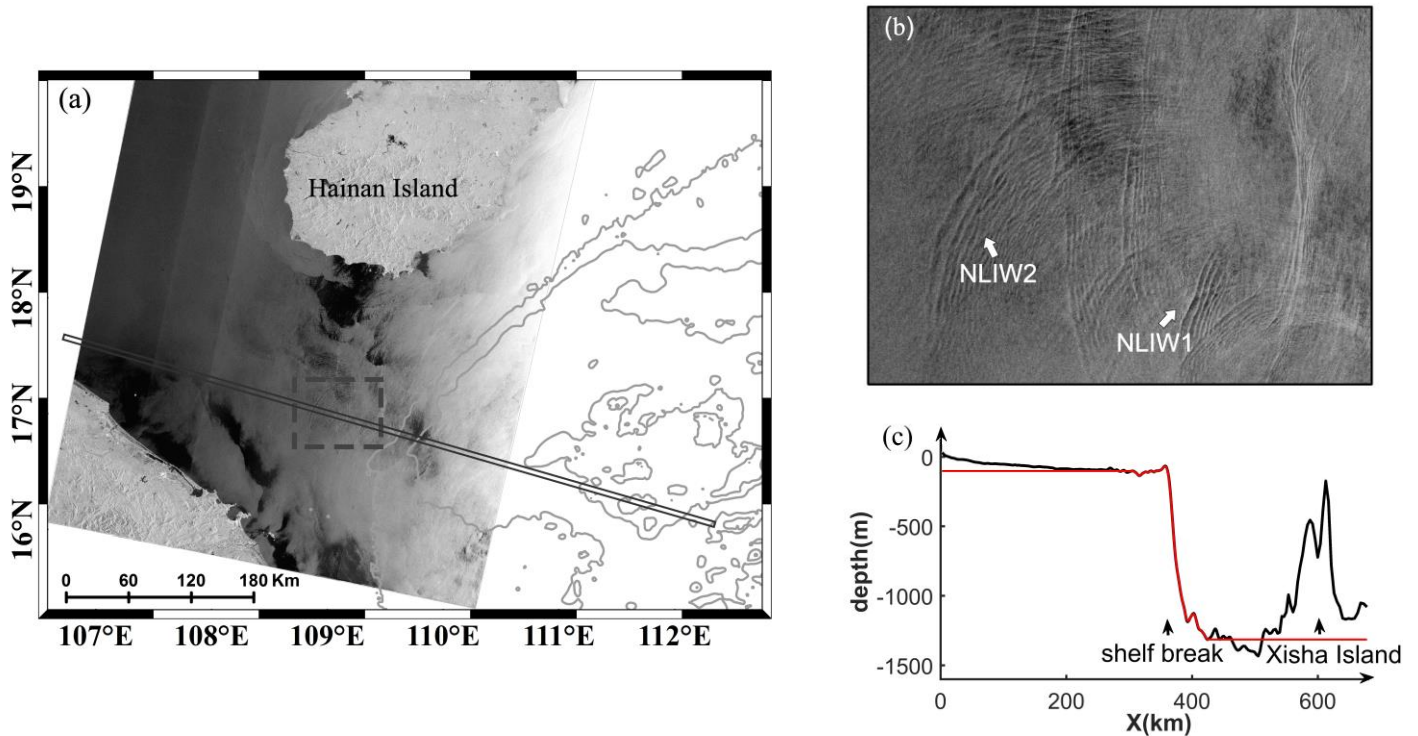 (a)
Hainan Island
19°N
18°N
17°N
16°N
0 60 120 180 Km
107°E 108°E 109°E 110°E 111°E 112°E
(b)
NLIW2
NLIW1
(c)
0
-500
-1000
-1500
depth(m)
shelf break
Xisha Island
0 200 400 600
X(km)